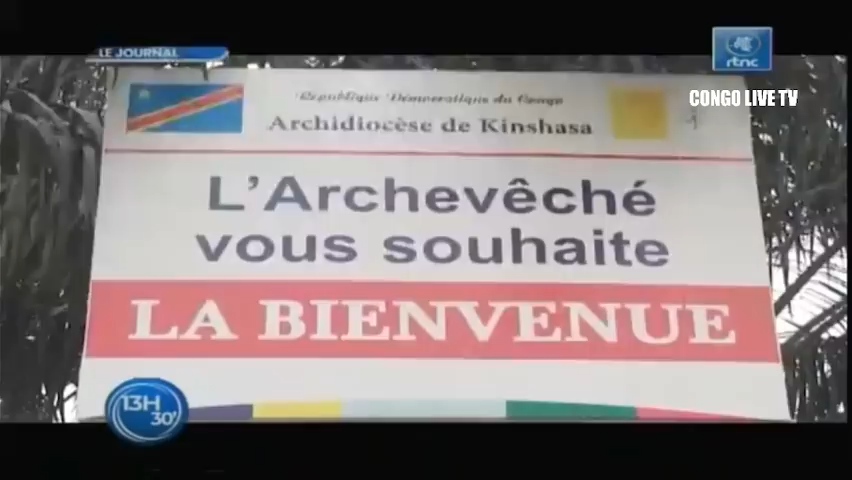 LE JOURNAL
rtnc
CONGO LIVE TV
République Démocratique du Congo
Archidiocèse de Kinshasa
L'Archevêché
vous souhaite
LA BIENVENUE
13H
30'